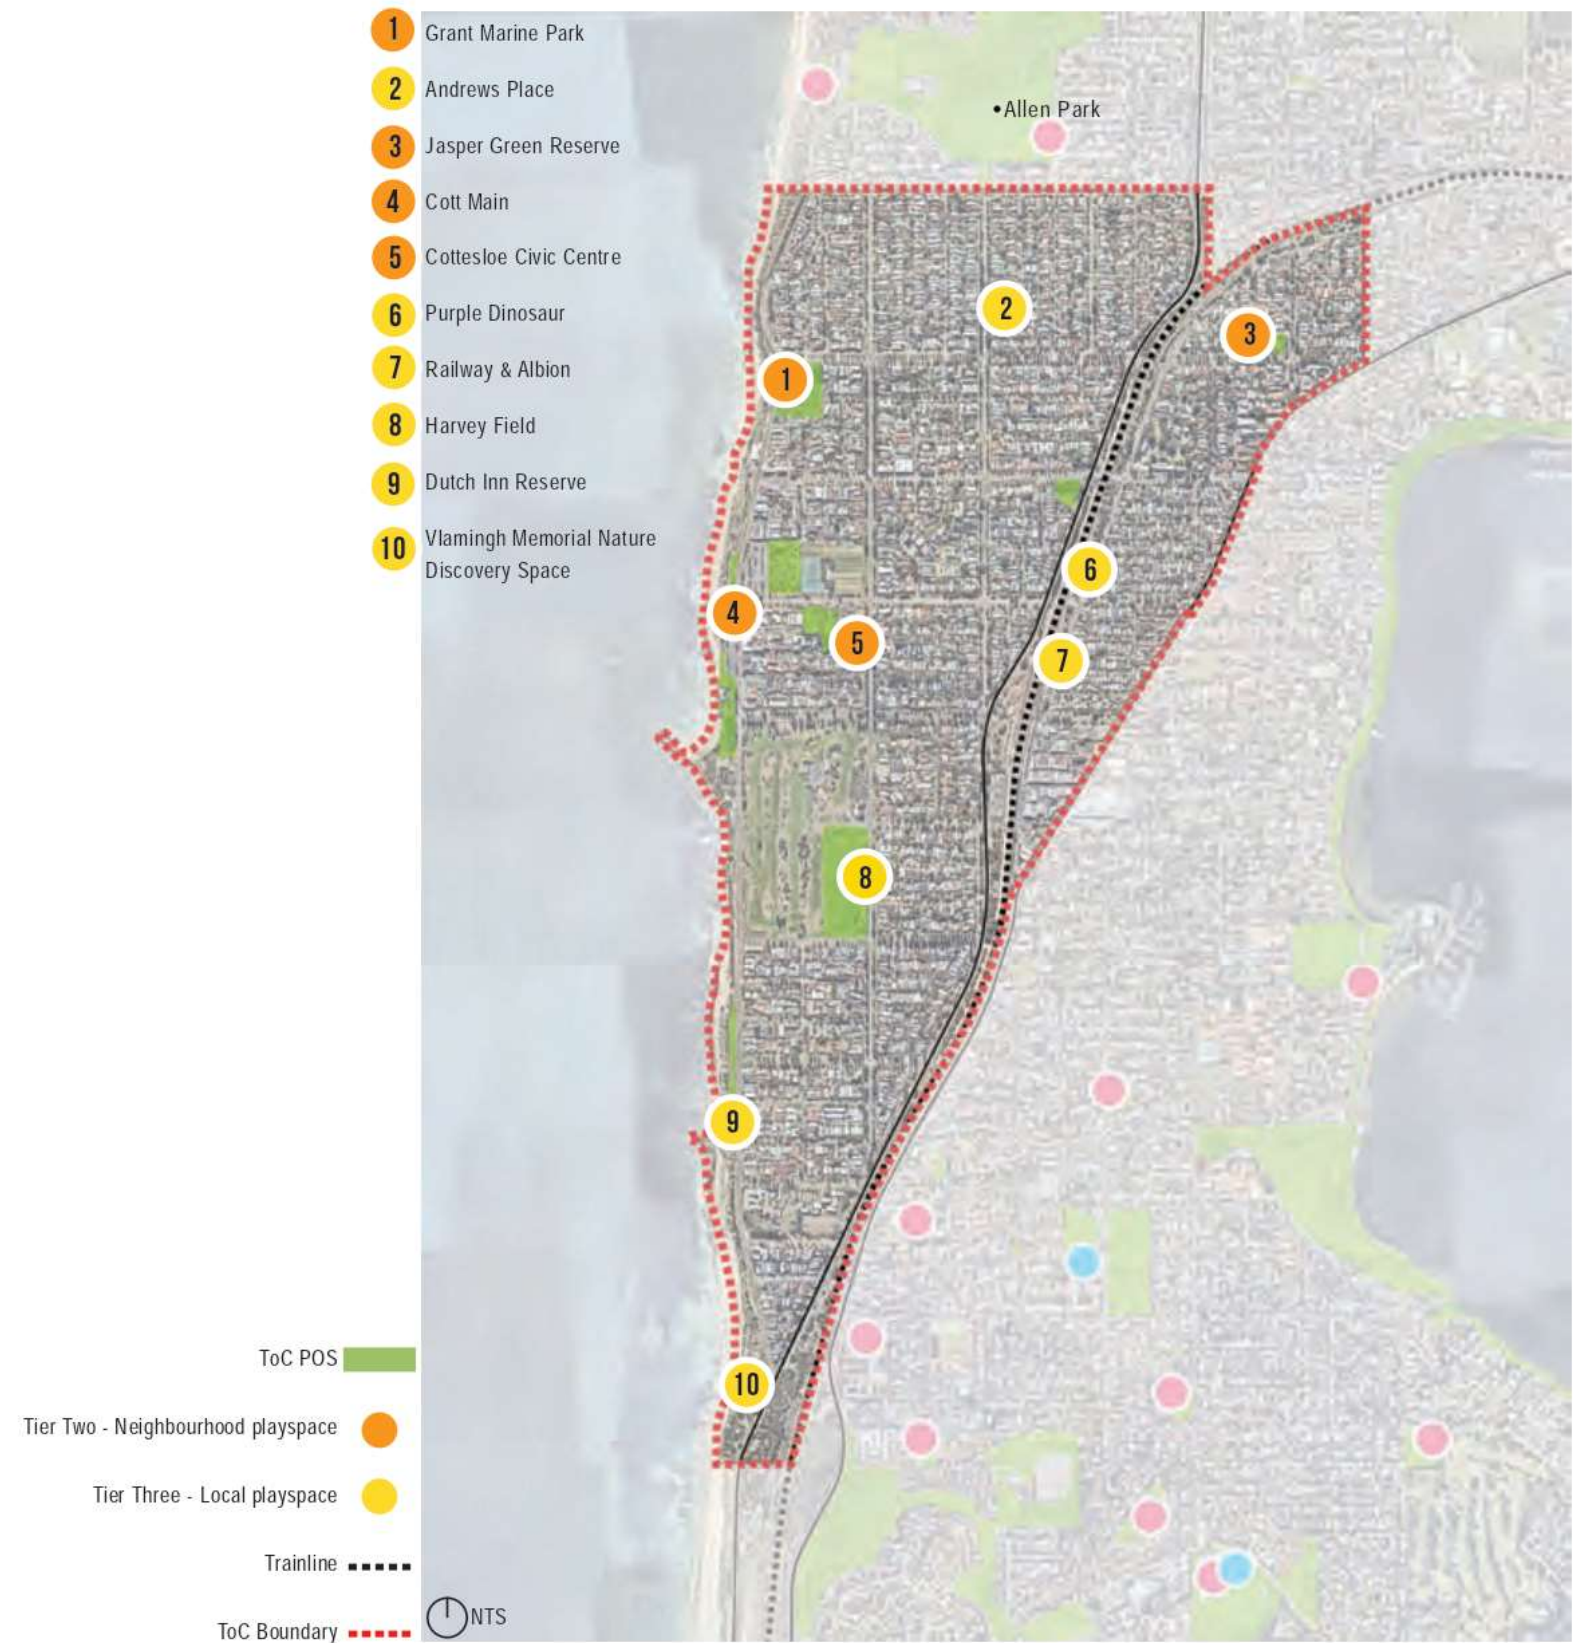 1 Grant Marine Park
2 Andrews Place
3 Jasper Green Reserve
4 Cott Main
5 Cottesloe Civic Centre
6 Purple Dinosaur
7 Railway & Albion
8 Harvey Field
9 Dutch Inn Reserve
10 Vlamingh Memorial Nature
Discovery Space
•Allen Park
2
3
1
6
4
5
7
8
9
10
ToC POS
Tier Two - Neighbourhood playspace
Tier Three - Local playspace
Trainline
ToC Boundary
NTS